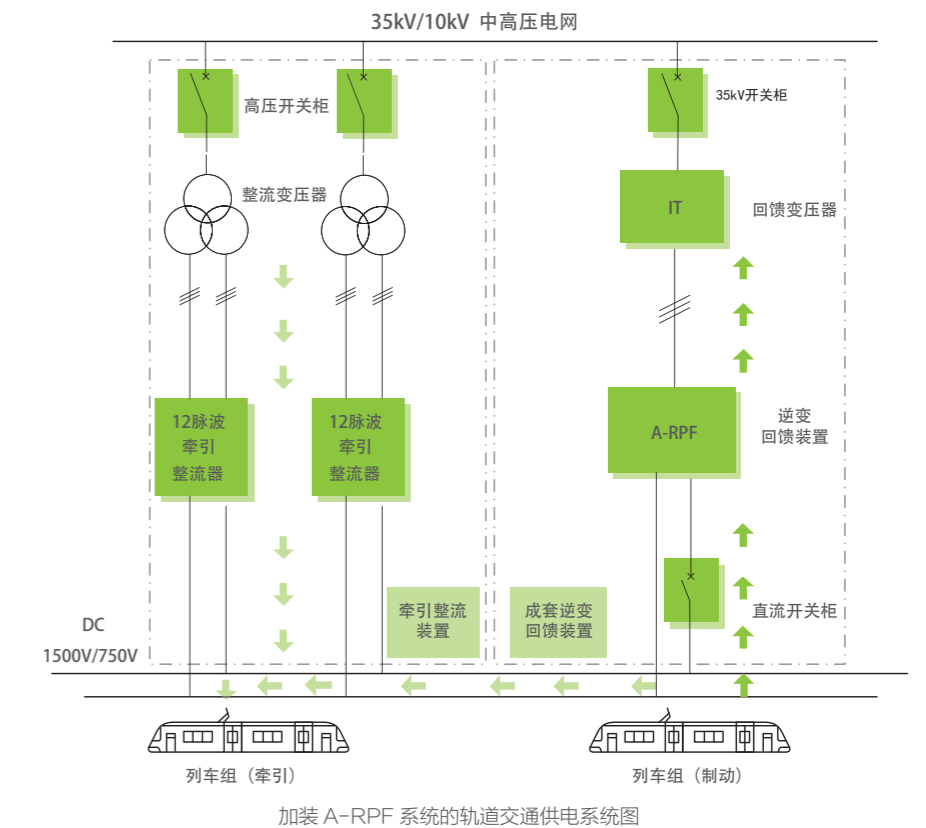 35kV/10kV 中高压电网
高压开关柜
35kV开关柜
整流变压器
IT
回馈变压器
12脉波
牵引
整流器
12脉波
牵引
整流器
A-RPF
逆变
回馈装置
牵引整流
装置
成套逆变
回馈装置
直流开关柜
DC
1500V/750V
列车组（牵引）
列车组（制动）
加装 A-RPF 系统的轨道交通供电系统图